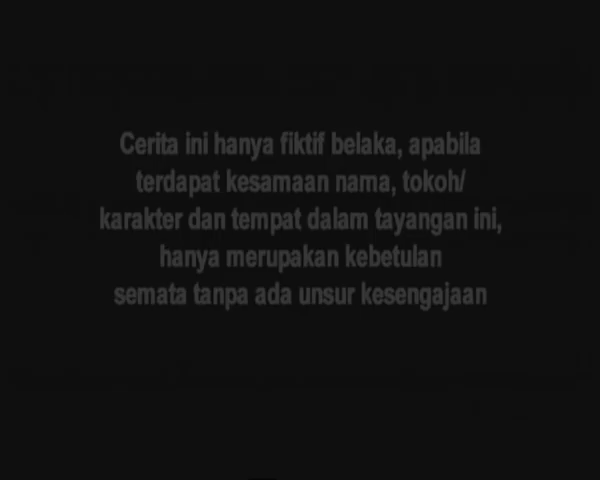 Cerita ini hanya fiktif belaka, apabila
terdapat kesamaan nama, tokoh/
karakter dan tempat dalam tayangan ini,
hanya merupakan kebetulan
semata tanpa ada unsur kesengajaan